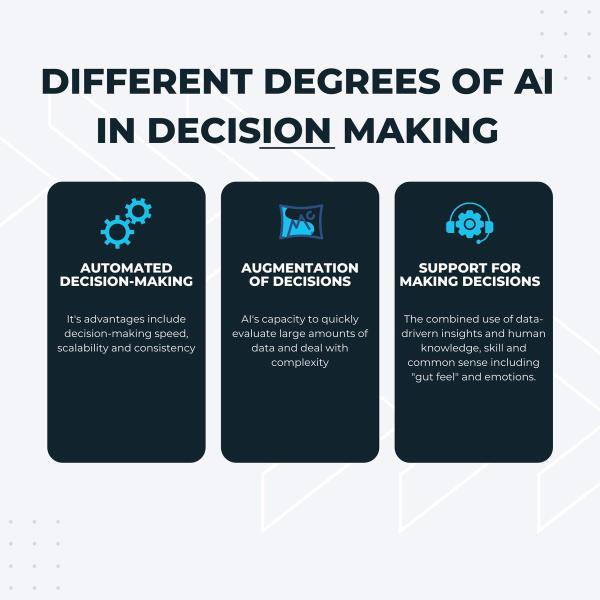 DIFFERENT DEGREES OF AI
IN DECISION MAKING
AUTOMATED
DECISION-MAKING
It's advantages include
decision-making speed,
scalability and consistency
AUGMENTATION
OF DECISIONS
AI's capacity to quickly
evaluate large amounts of
data and deal with
complexity
SUPPORT FOR
MAKING DECISIONS
The combined use of data-
drivern insights and human
knowledge, skill and
common sense including
"gut feel" and emotions.